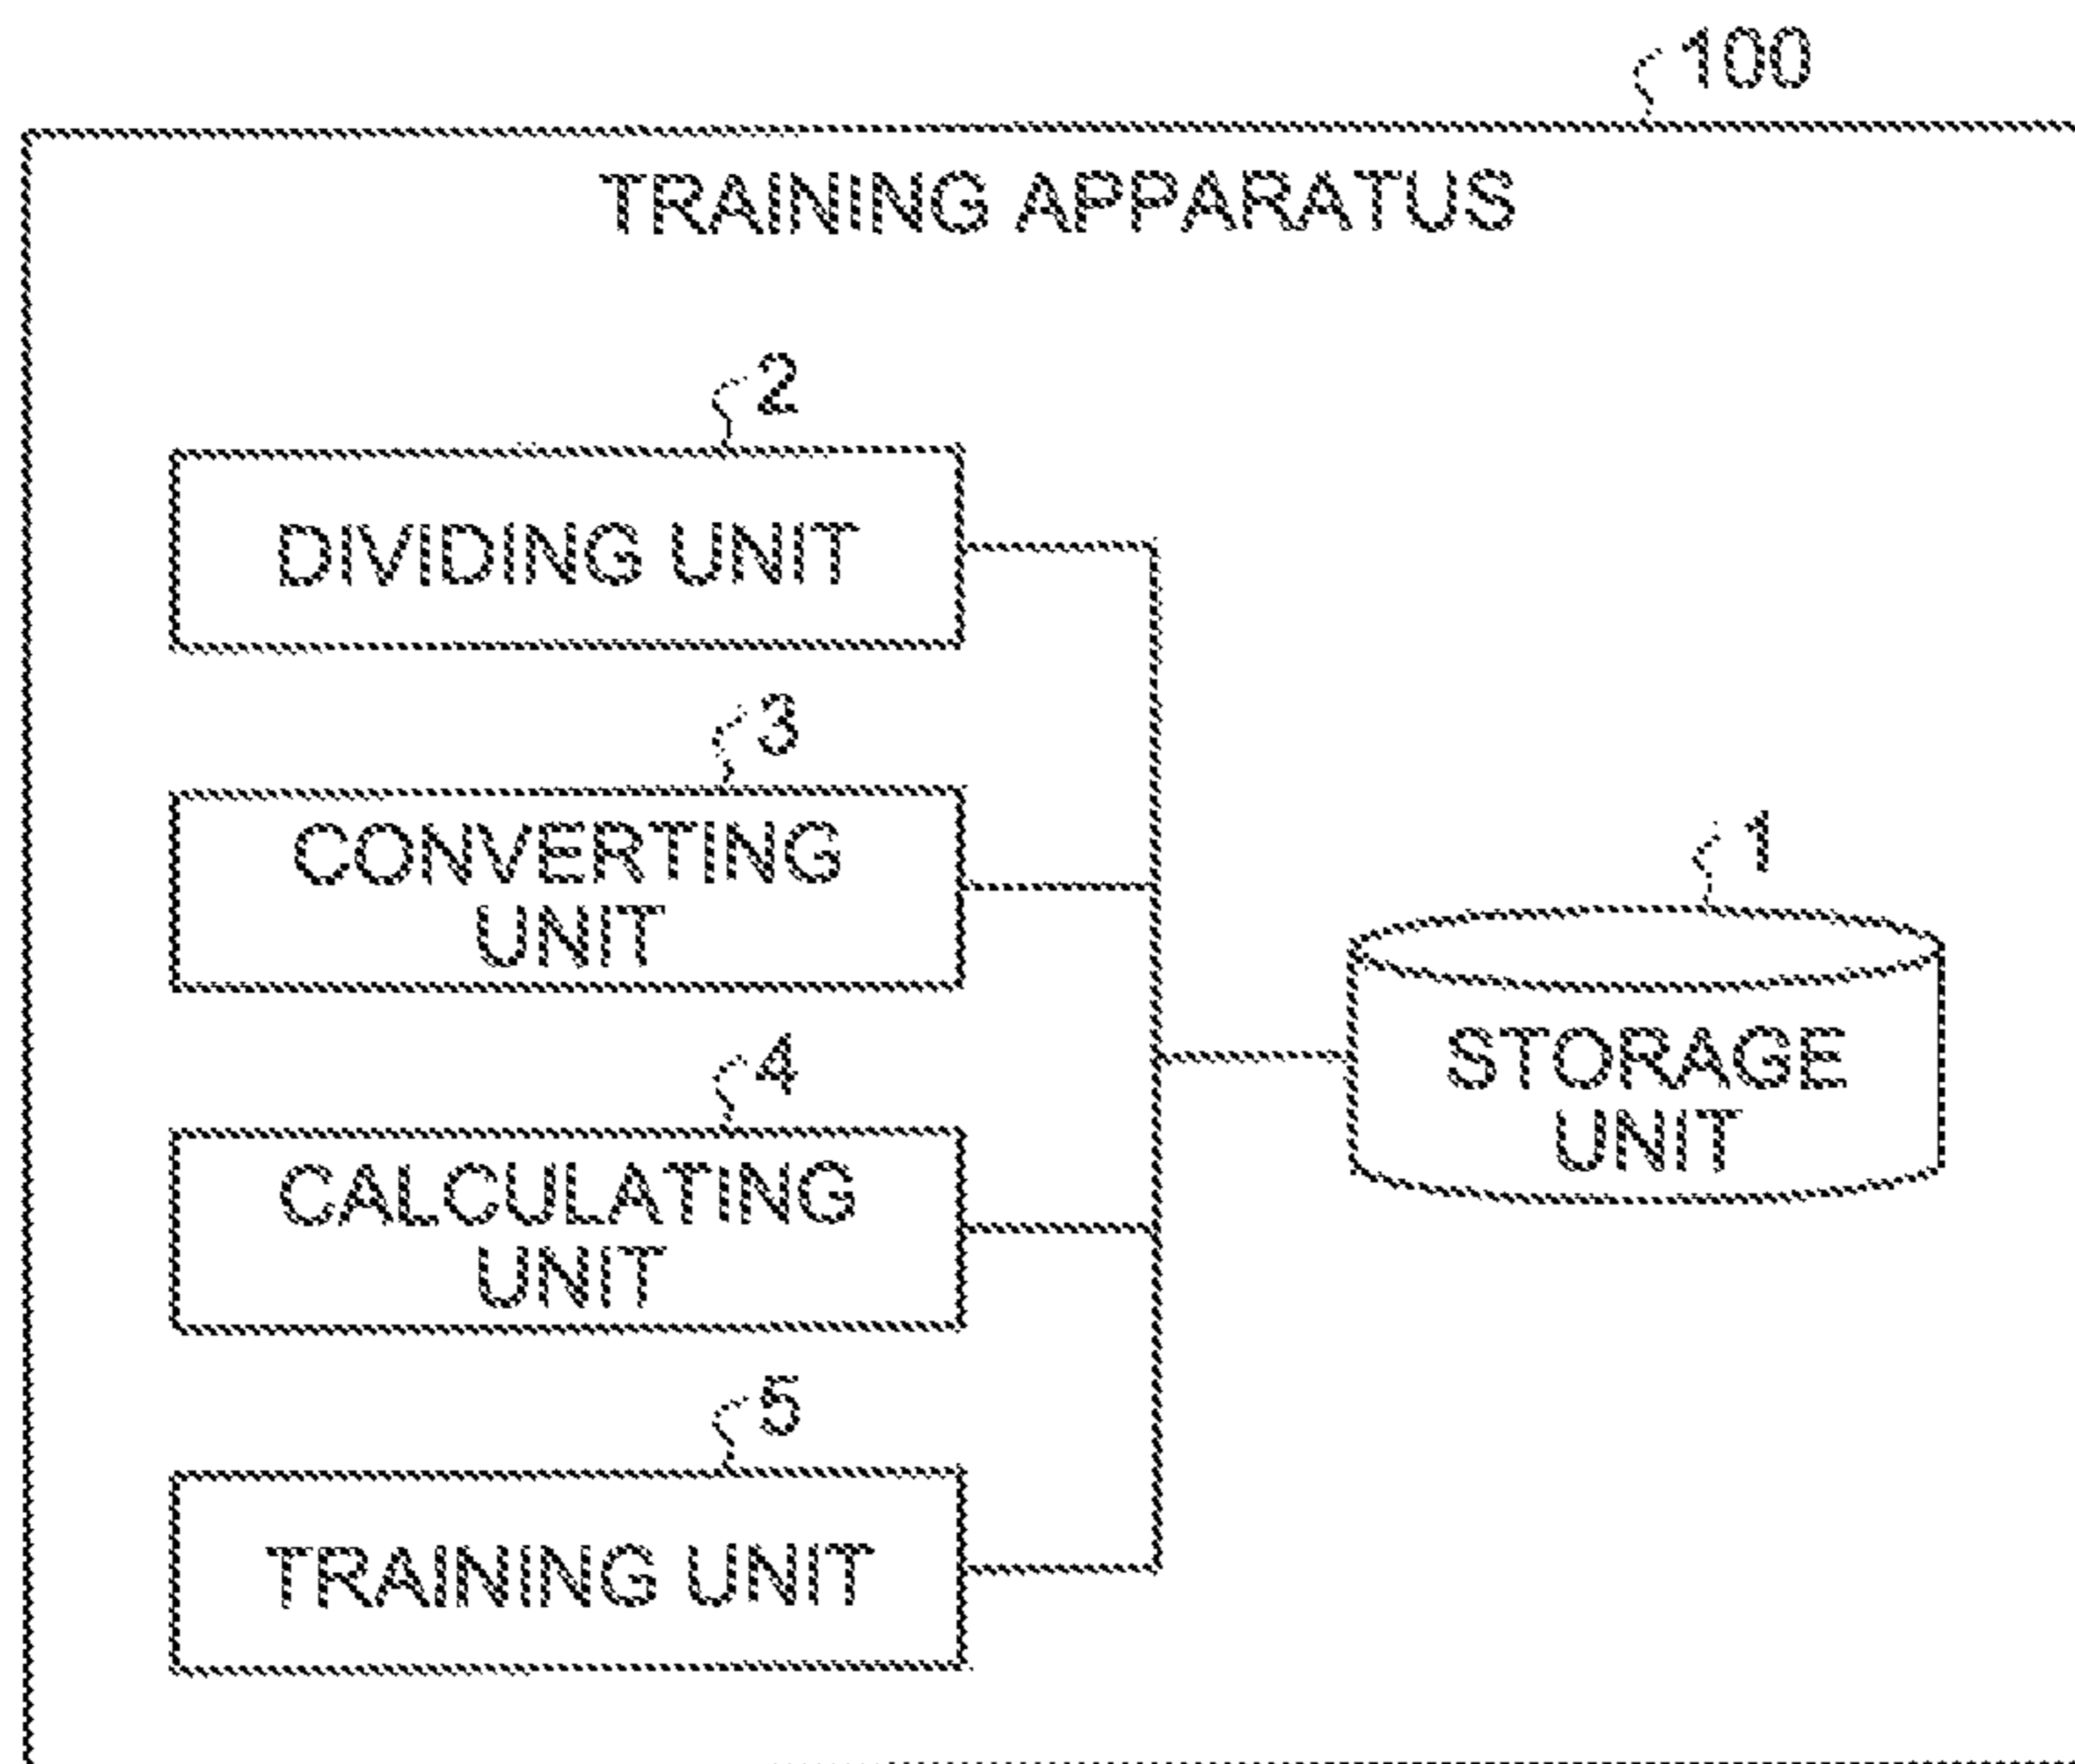 100
TRAINING APPARATUS
2
DIVIDING UNIT
3
CONVERTING
UNIT
1
STORAGE
UNIT
4
CALCULATING
UNIT
5
TRAINING UNIT